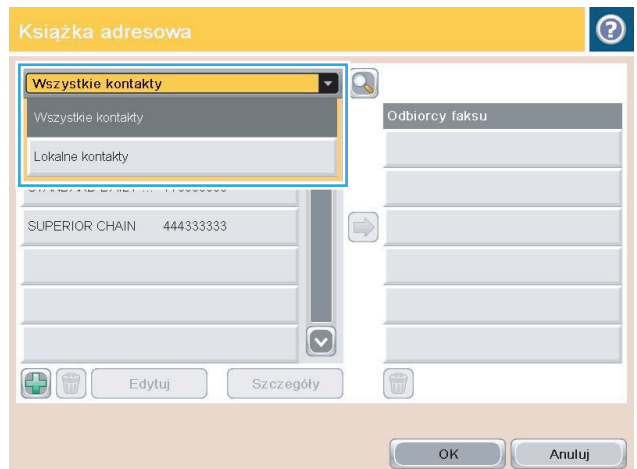 Książka adresowa
?
Wszystkie kontakty
Wszystkie kontakty
Odbiorcy faksu
Lokalne kontakty
SUPERIOR CHAIN 444333333
Edytuj
Szczegóły
OK
Anuluj